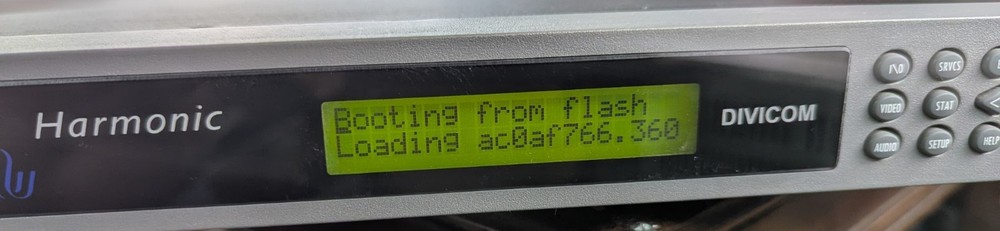 Harmonic
Booting from flash
Loading ac0af766.360
DIVICOM
I\O
SRVCS
VIDEO
STAT
AUDIO
SETUP
HELP